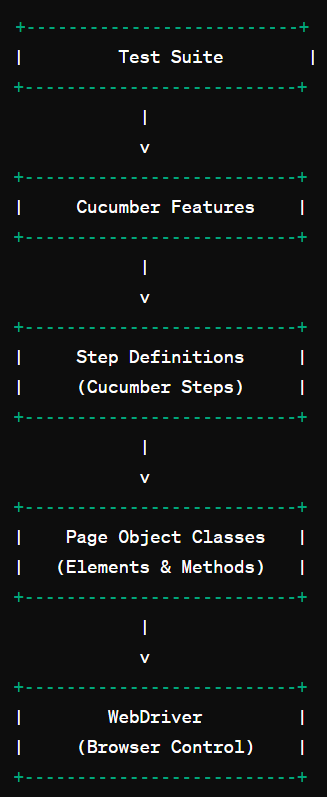 +--------------------------+
|         Test Suite        |
+--------------------------+
            |
            v
+--------------------------+
|     Cucumber Features    |
+--------------------------+
            |
            v
+--------------------------+
|     Step Definitions     |
|     (Cucumber Steps)     |
+--------------------------+
            |
            v
+--------------------------+
|    Page Object Classes   |
|   (Elements & Methods)   |
+--------------------------+
            |
            v
+--------------------------+
|        WebDriver         |
|     (Browser Control)    |
+--------------------------+